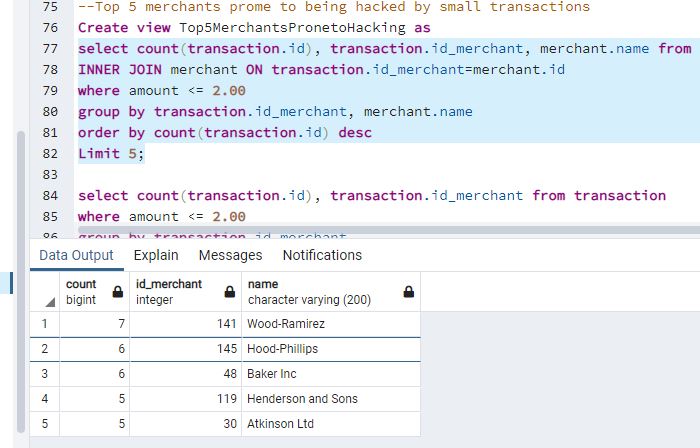 75 --Top 5 merchants prome to being hacked by small transactions
76 Create view Top5MerchantsPronetoHacking as
77 select count(transaction.id), transaction.id_merchant, merchant.name from
78 INNER JOIN merchant ON transaction.id_merchant=merchant.id
79 where amount <= 2.00
80 group by transaction.id_merchant, merchant.name
81 order by count(transaction.id) desc
82 Limit 5;
83
84 select count(transaction.id), transaction.id_merchant from transaction
85 where amount <= 2.00
86 group by transaction.id_merchant
Data Output Explain Messages Notifications
count id_merchant name
bigint integer character varying (200)
1 7 141 Wood-Ramirez
2 6 145 Hood-Phillips
3 6 48 Baker Inc
4 5 119 Henderson and Sons
5 5 30 Atkinson Ltd